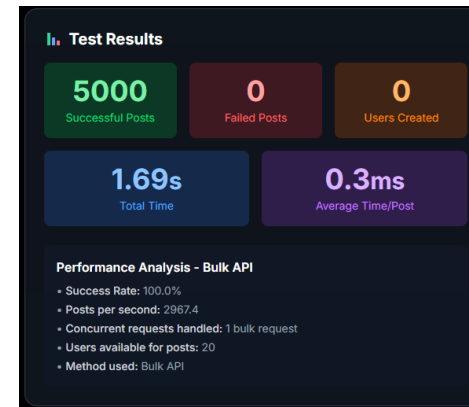 Test Results
5000
Successful Posts
0
Failed Posts
0
Users Created
1.69s
Total Time
0.3ms
Average Time/Post
Performance Analysis - Bulk API
• Success Rate: 100.0%
• Posts per second: 2967.4
• Concurrent requests handled: 1 bulk request
• Users available for posts: 20
• Method used: Bulk API